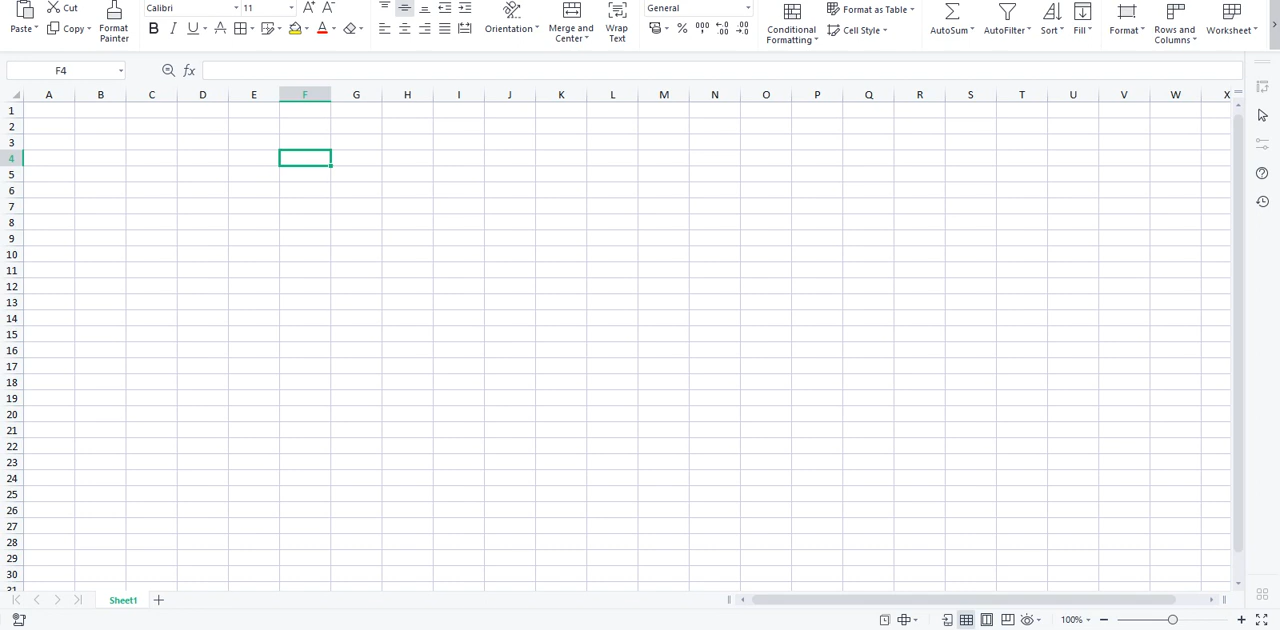 Cut
Calibri 11
General
Format as Table
Paste Copy Format Painter
B I U A A
Orientation Merge and Center Wrap Text
% 000 .00
Conditional Formatting Cell Style
AutoSum AutoFilter Sort Fill Format Rows and Columns Worksheet
F4 fx
A B C D E F G H I J K L M N O P Q R S T U V W X
1
2
3
4
5
6
7
8
9
10
11
12
13
14
15
16
17
18
19
20
21
22
23
24
25
26
27
28
29
30
31
Sheet1
100%